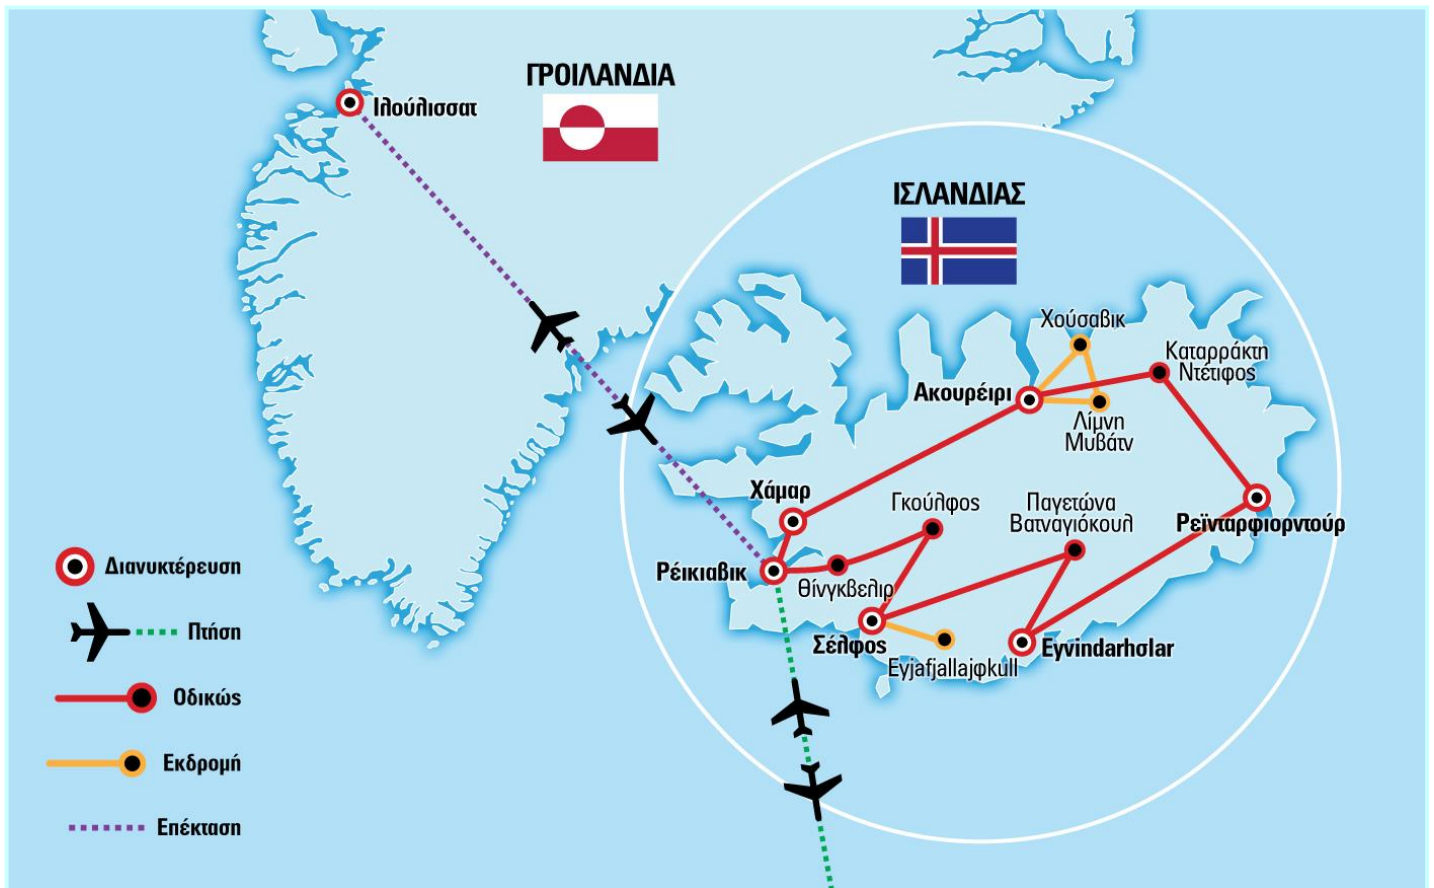 ΓΡΟΙΛΑΝΔΙΑ
Ιλούλισσατ
ΙΣΛΑΝΔΙΑΣ
Χούσαβικ
Καταρράκτη
Ντέτιφος
Ακουρέιρι
Λίμνη
Μυβάτν
Χάμαρ
Γκούλφος
Παγετώνα
Βατναγιόκουλ
Ρεϊνταρφιορντούρ
Ρέικιαβικ
Θίνγκβελιρ
Σέλφος
Eyvindarhσlar
Eyjafjallajφkull
Διανυκτέρευση
Πτήση
Οδικώς
Εκδρομή
Επέκταση